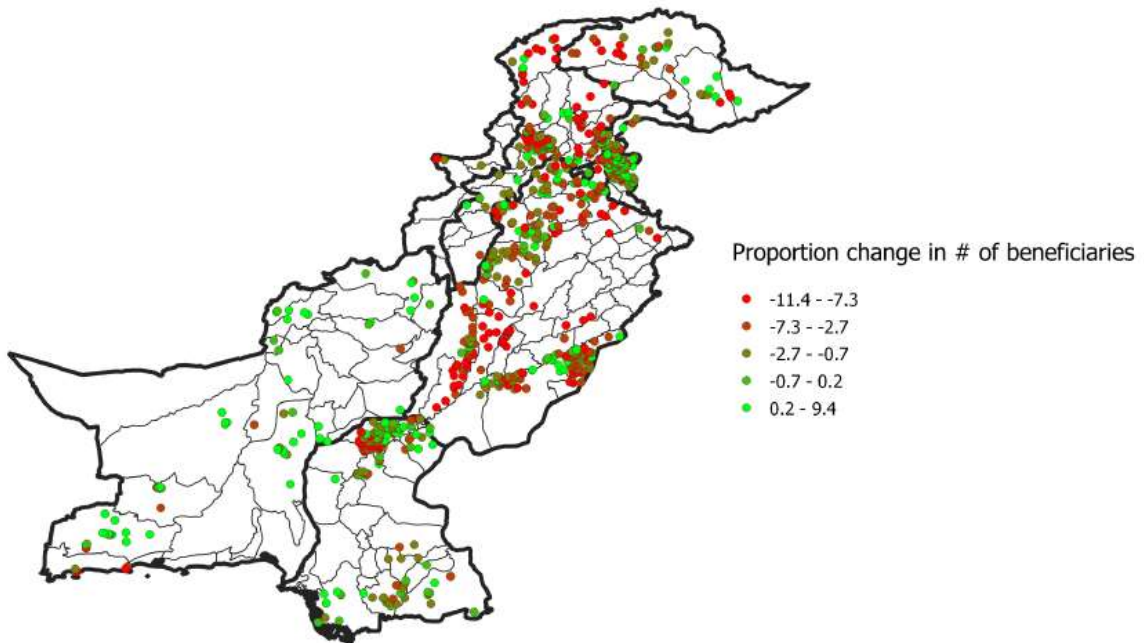 Proportion change in # of beneficiaries
-11.4 - -7.3
-7.3 - -2.7
-2.7 - -0.7
-0.7 - 0.2
0.2 - 9.4